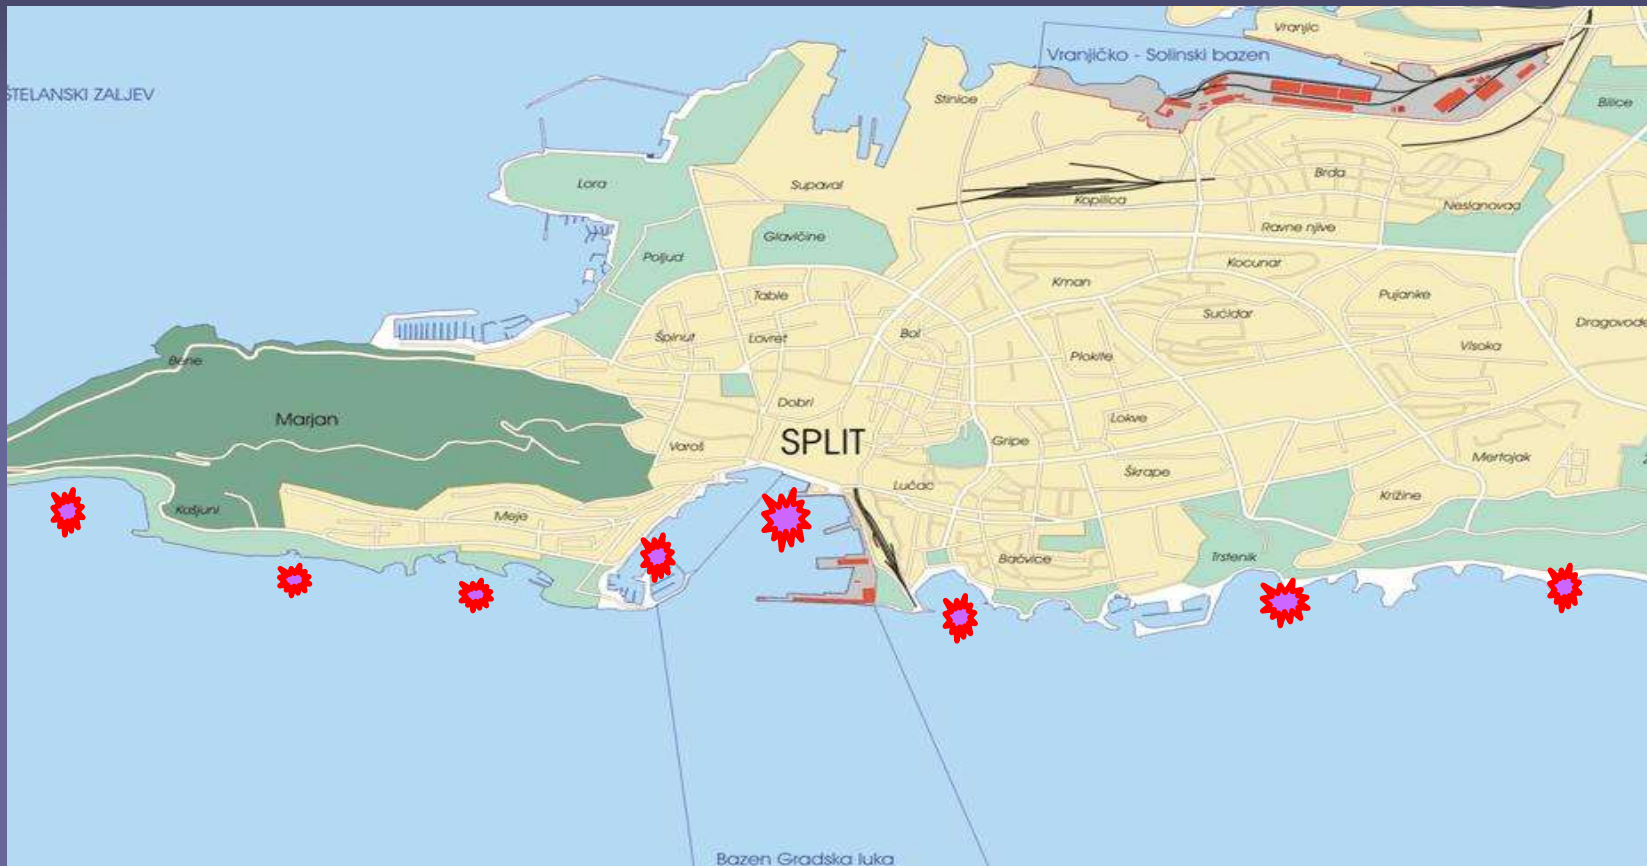 Vranjic
Vranjičko - Solinski bazen
ŠTELANSKI ZALJEV
Stinice
Bilice
Lora
Supaval
Brda
Kopilica
Neslanovac
Glavičine
Ravne njive
Poljud
Kocunar
Kman
Table
Pujanke
Sućidar
Dragovode
Špinut
Lovret
Bol
Visoka
Plokite
Bene
Dobri
Marjan
Lokve
SPLIT
Gripe
Varoš
Mertojak
Škrape
Lučac
Križine
Kašjuni
Meje
Bačvice
Trstenik
Bazen Gradska luka